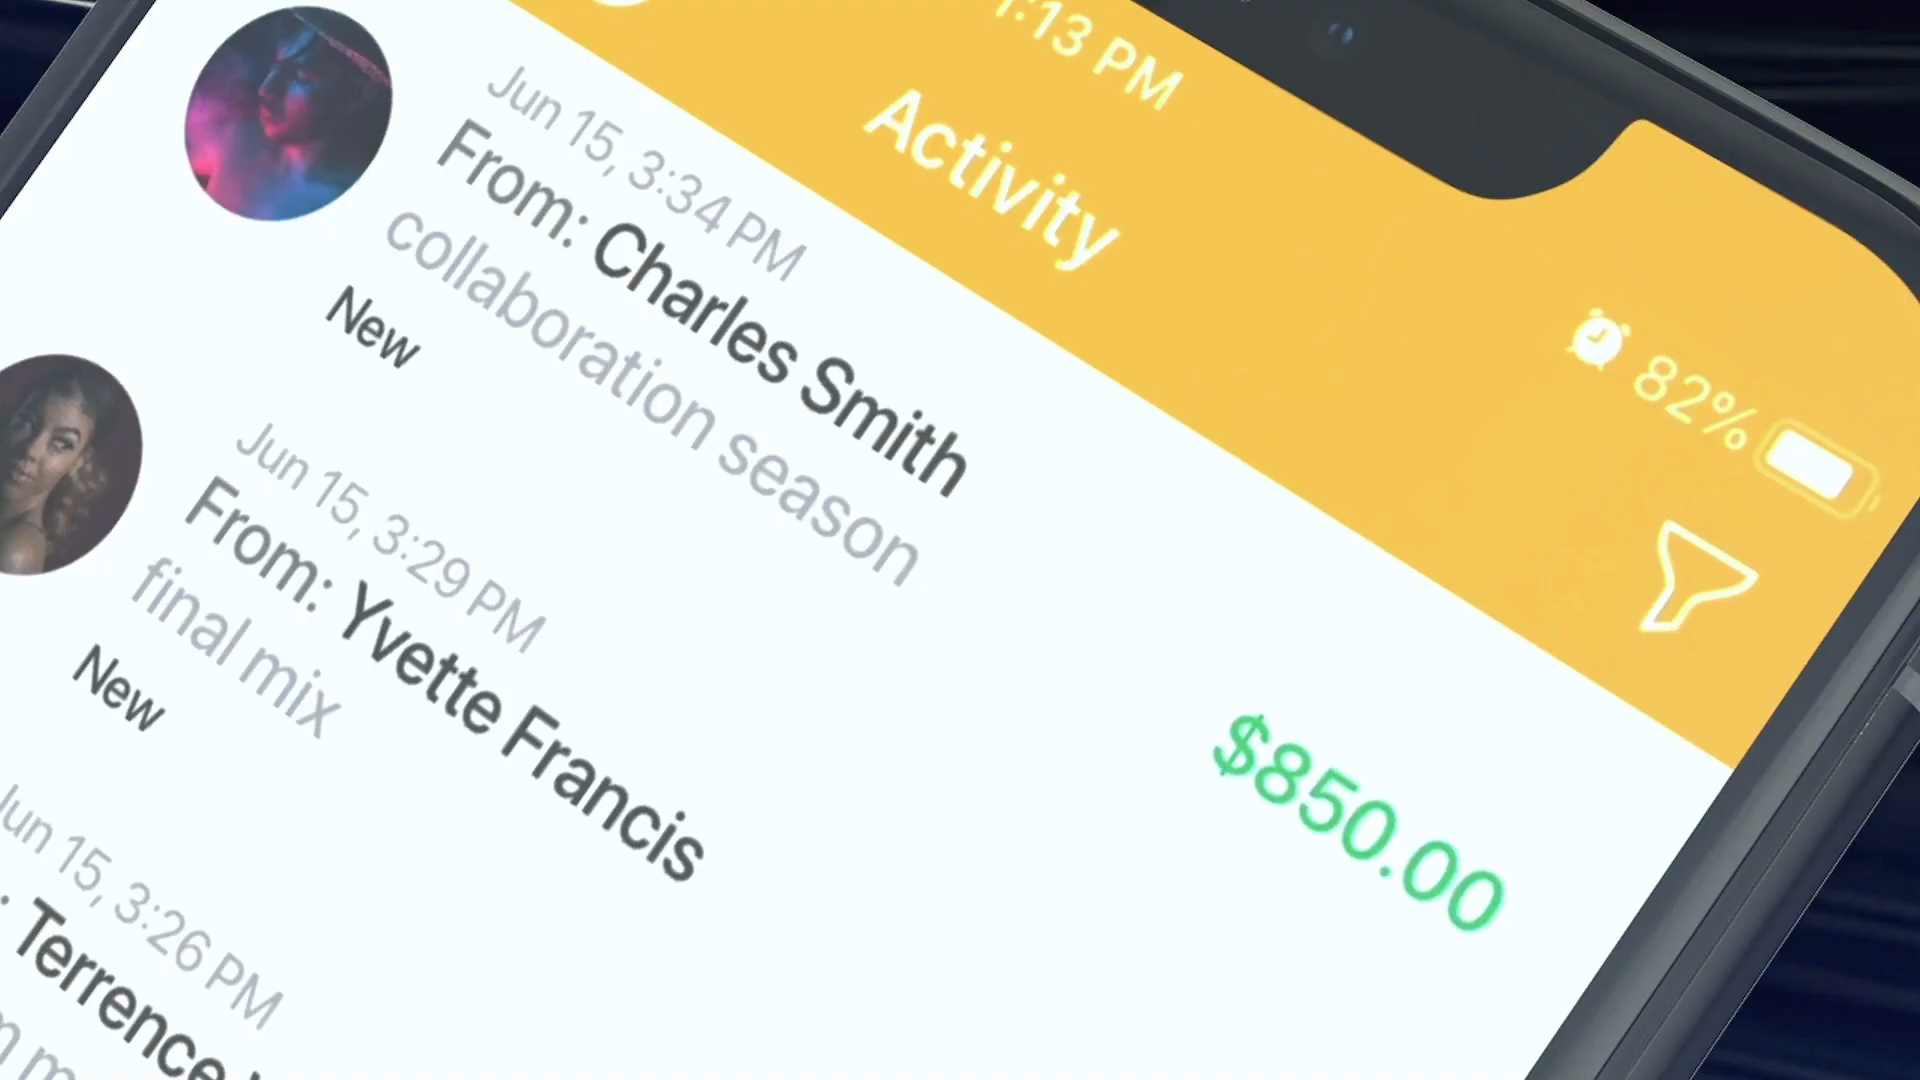 :13 PM
82%
Activity
Jun 15, 3:34 PM
From: Charles Smith
collaboration season
New
$850.00
Jun 15, 3:29 PM
From: Yvette Francis
final mix
New
Jun 15, 3:26 PM
: Terrence